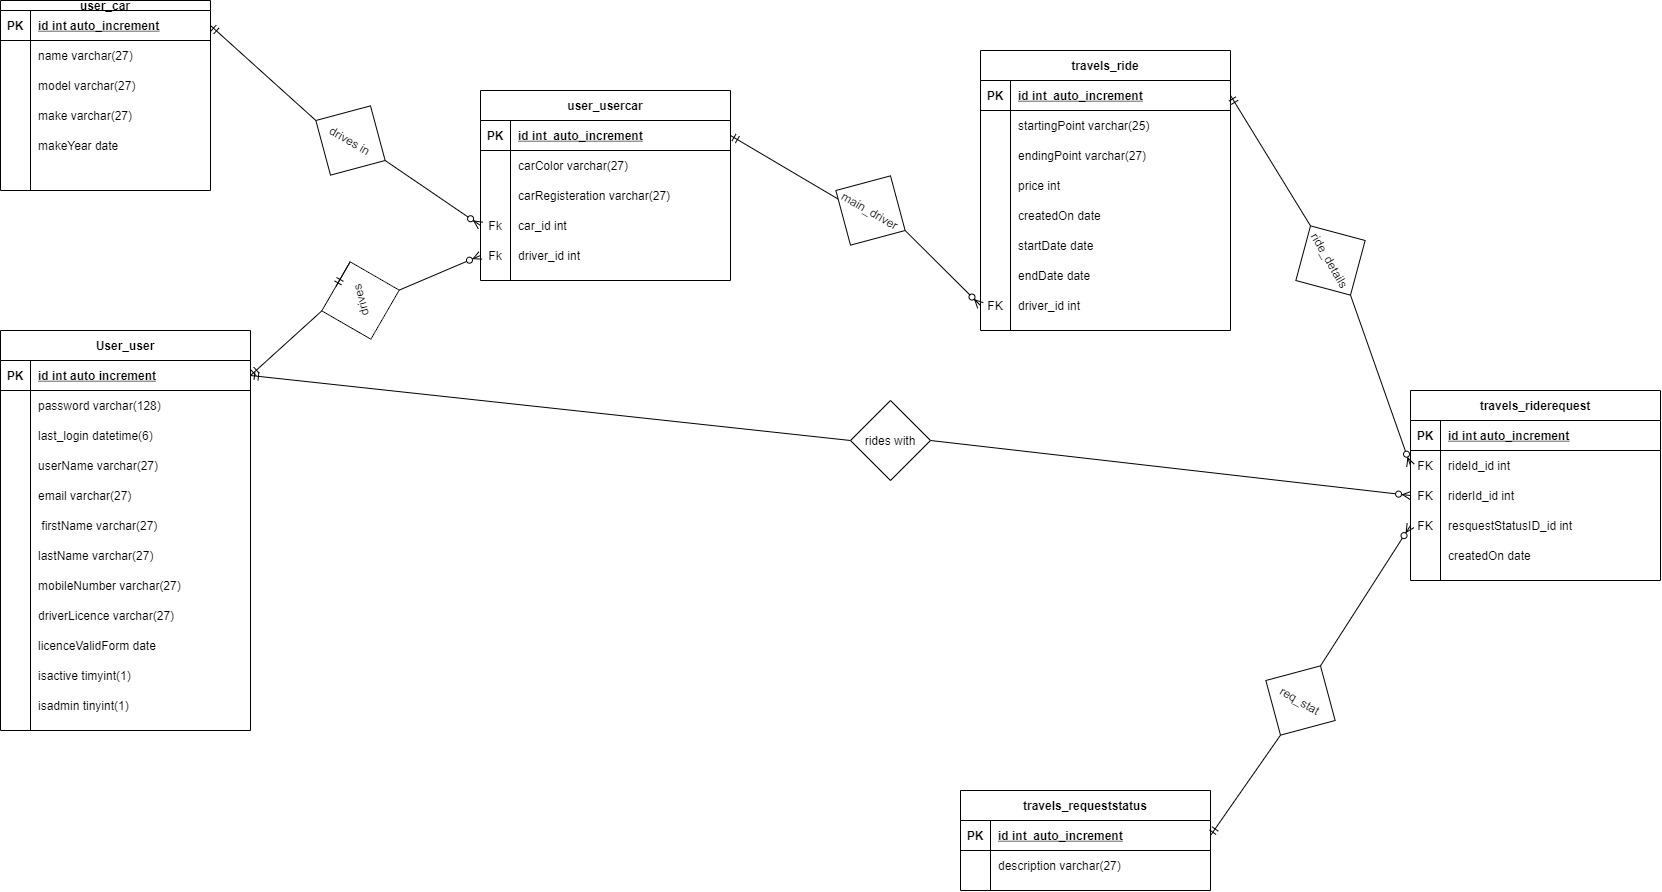 user_car
PK id int auto_increment
name varchar(27)
model varchar(27)
make varchar(27)
makeYear date
drives in
user_usercar
PK id int_auto_increment
carColor varchar(27)
carRegisteration varchar(27)
Fk car_id int
Fk driver_id int
main_driver
travels_ride
PK id int_auto_increment
startingPoint varchar(25)
endingPoint varchar(27)
price int
createdOn date
startDate date
endDate date
FK driver_id int
ride_details
drives
User_user
PK id int auto increment
password varchar(128)
last_login datetime(6)
userName varchar(27)
email varchar(27)
firstName varchar(27)
lastName varchar(27)
mobileNumber varchar(27)
driverLicence varchar(27)
licenceValidForm date
isactive timyint(1)
isadmin tinyint(1)
rides with
travels_riderequest
PK id int auto_increment
FK rideId_id int
FK riderId_id int
FK resquestStatusID_id int
createdOn date
req_stat
travels_requeststatus
PK id int_auto_increment
description varchar(27)